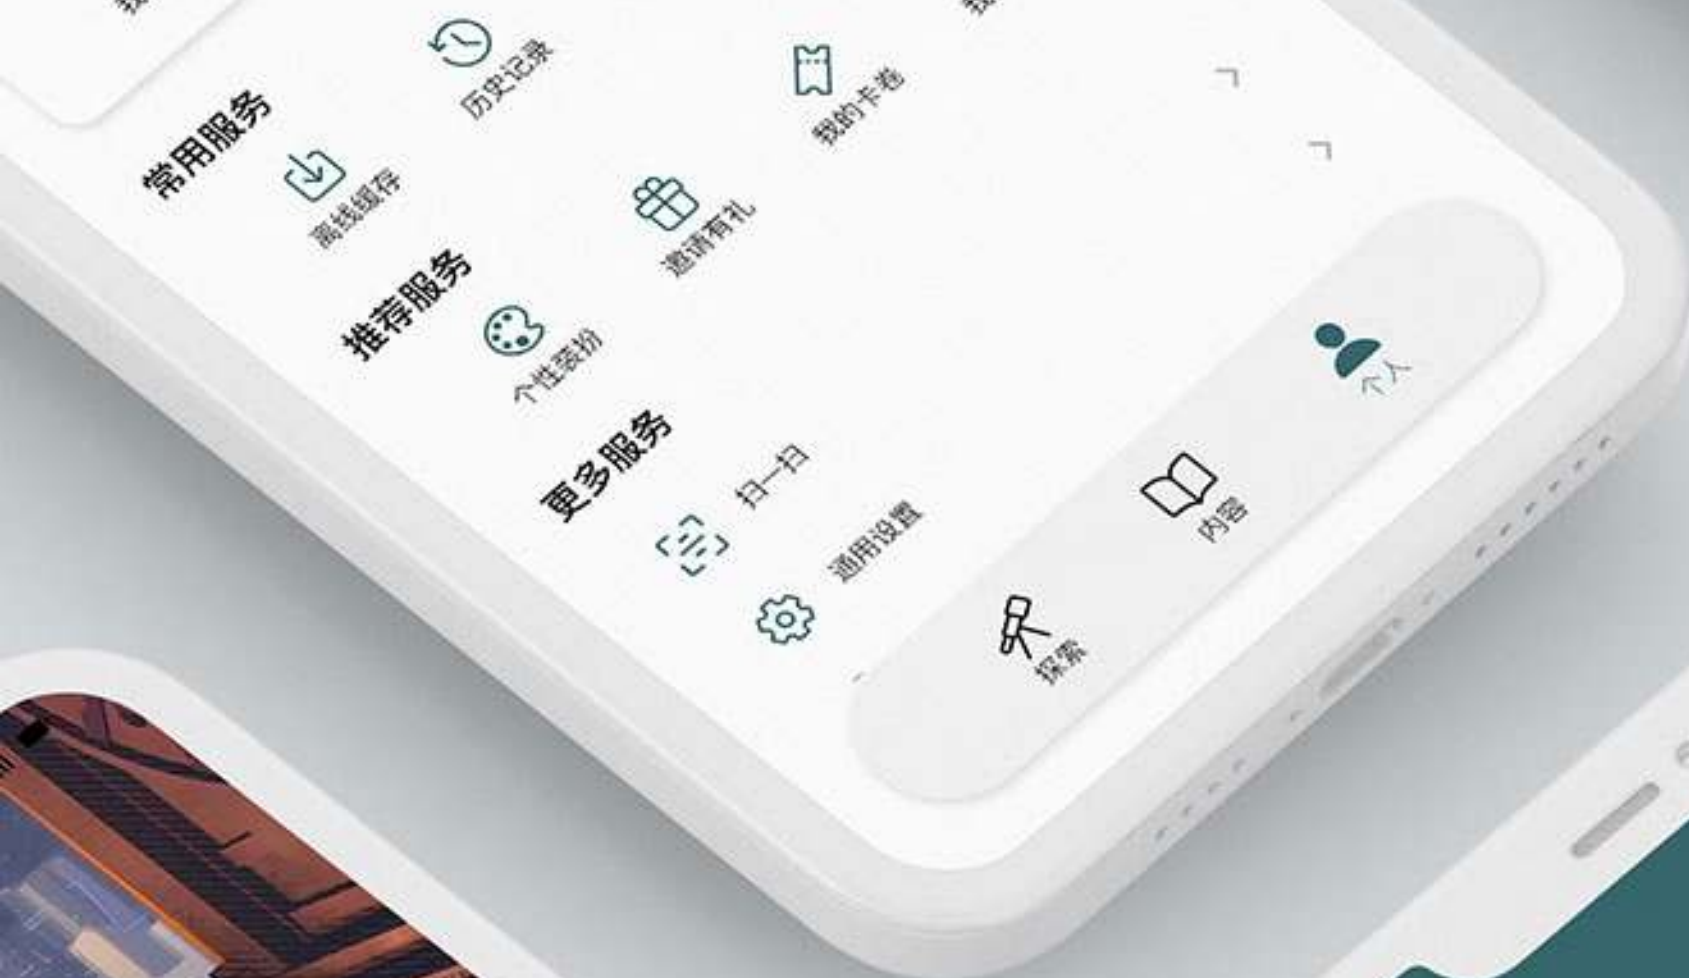 常用服务
离线缓存
历史记录
推荐服务
个性装扮
邀请有礼
我的卡卷
更多服务
扫一扫
通用设置
探索
内容
个人